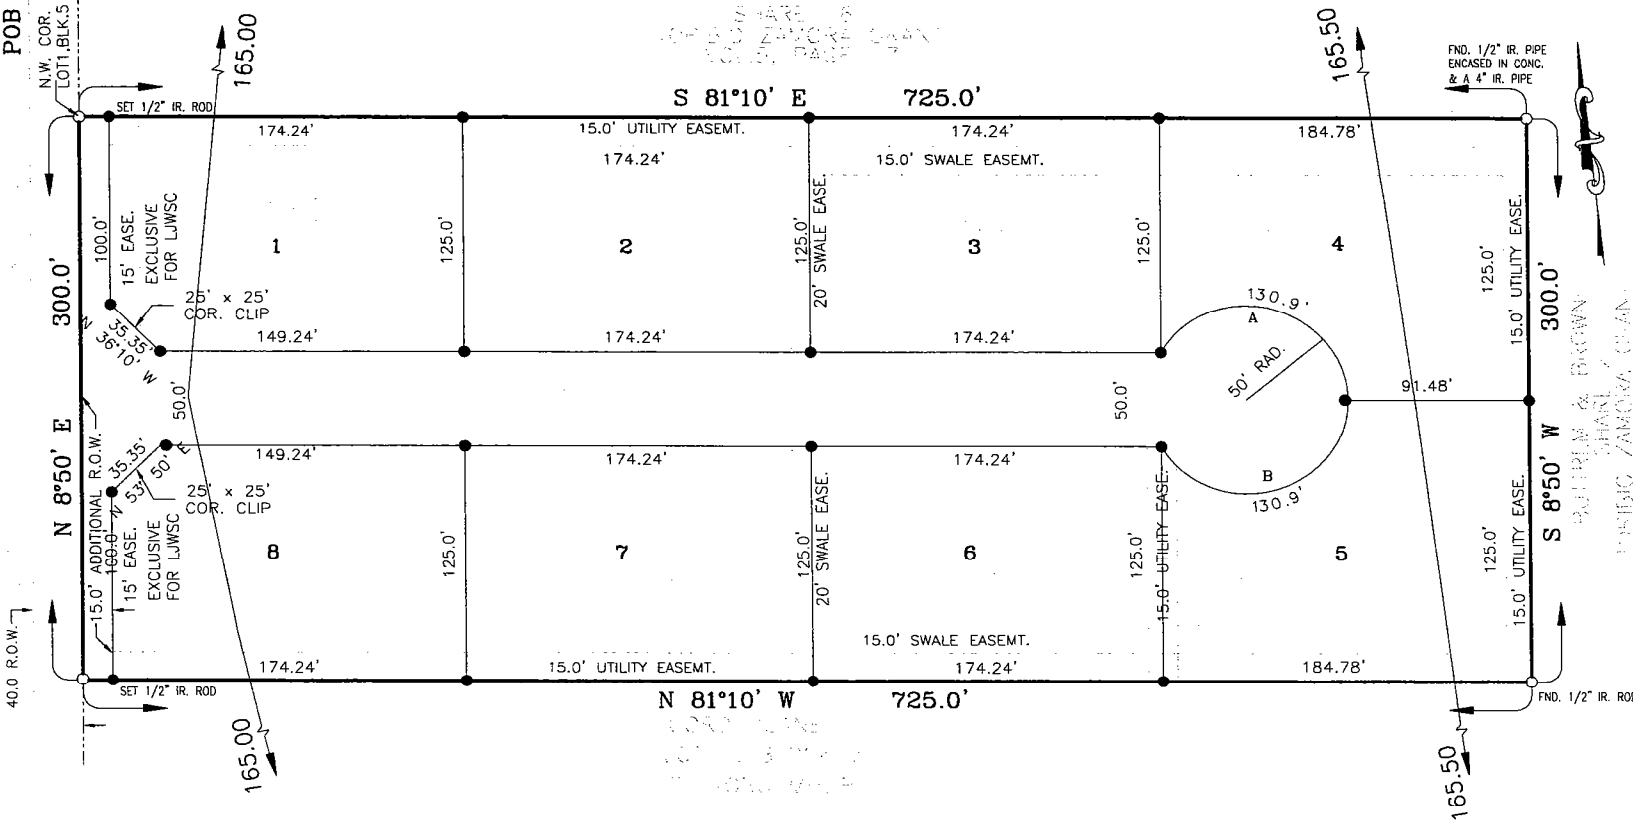 POB
N.W. COR.
LOT1,BLK.5
165.00
165.50
FND. 1/2" IR. PIPE
ENCASED IN CONC.
& A 4" IR. PIPE
S 81°10' E 725.0'
SET 1/2" IR. ROD
174.24'
15.0' UTILITY EASEMT.
174.24'
174.24'
15.0' SWALE EASEMT.
184.78'
300.0'
100.0'
15' EASE.
EXCLUSIVE
FOR LJWSC
1
125.0'
2
125.0'
20' SWALE EASE.
3
125.0'
4
125.0'
15.0' UTILITY EASE.
300.0'
25' x 25'
COR. CLIP
35.35'
N 36°10' W
149.24'
174.24'
174.24'
130.9'
A
50' RAD.
91.48'
50.0'
50.0'
N 8°50' E
S 8°50' W
35.35'
N 53°50' E
149.24'
174.24'
174.24'
B
130.9'
25' x 25'
COR. CLIP
15.0' ADDITIONAL R.O.W.
100.0'
15' EASE.
EXCLUSIVE
FOR LJWSC
8
125.0'
7
125.0'
20' SWALE EASE.
6
125.0'
15.0' UTILITY EASE.
5
125.0'
15.0' UTILITY EASE.
40.0 R.O.W.
15.0' SWALE EASEMT.
174.24'
15.0' UTILITY EASEMT.
174.24'
184.78'
SET 1/2" IR. ROD
N 81°10' W 725.0'
FND. 1/2" IR. ROD
165.00
165.50